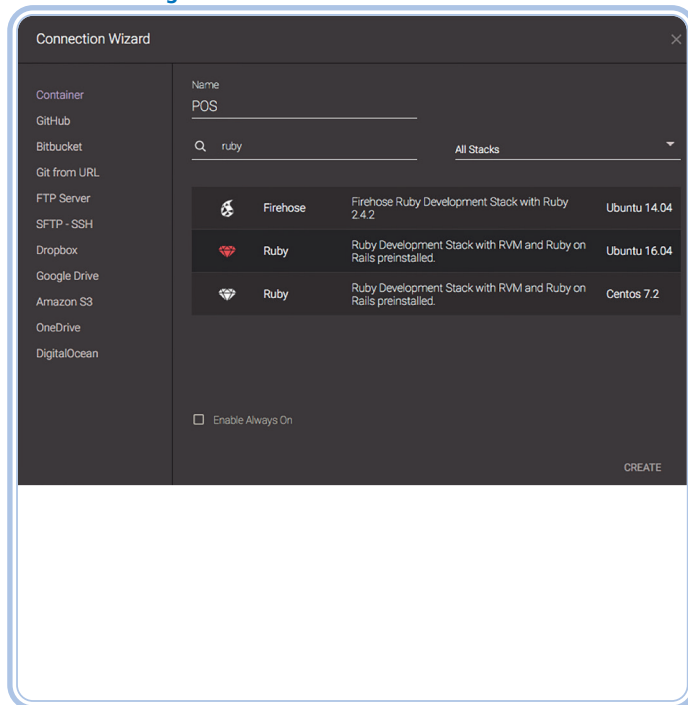 Connection Wizard
Container
GitHub
Bitbucket
Git from URL
FTP Server
SFTP - SSH
Dropbox
Google Drive
Amazon S3
OneDrive
DigitalOcean
Name
POS
ruby
All Stacks
Firehose
Firehose Ruby Development Stack with Ruby
2.4.2
Ubuntu 14.04
Ruby
Ruby Development Stack with RVM and Ruby on
Rails preinstalled.
Ubuntu 16.04
Ruby
Ruby Development Stack with RVM and Ruby on
Rails preinstalled.
Centos 7.2
Enable Always On
CREATE